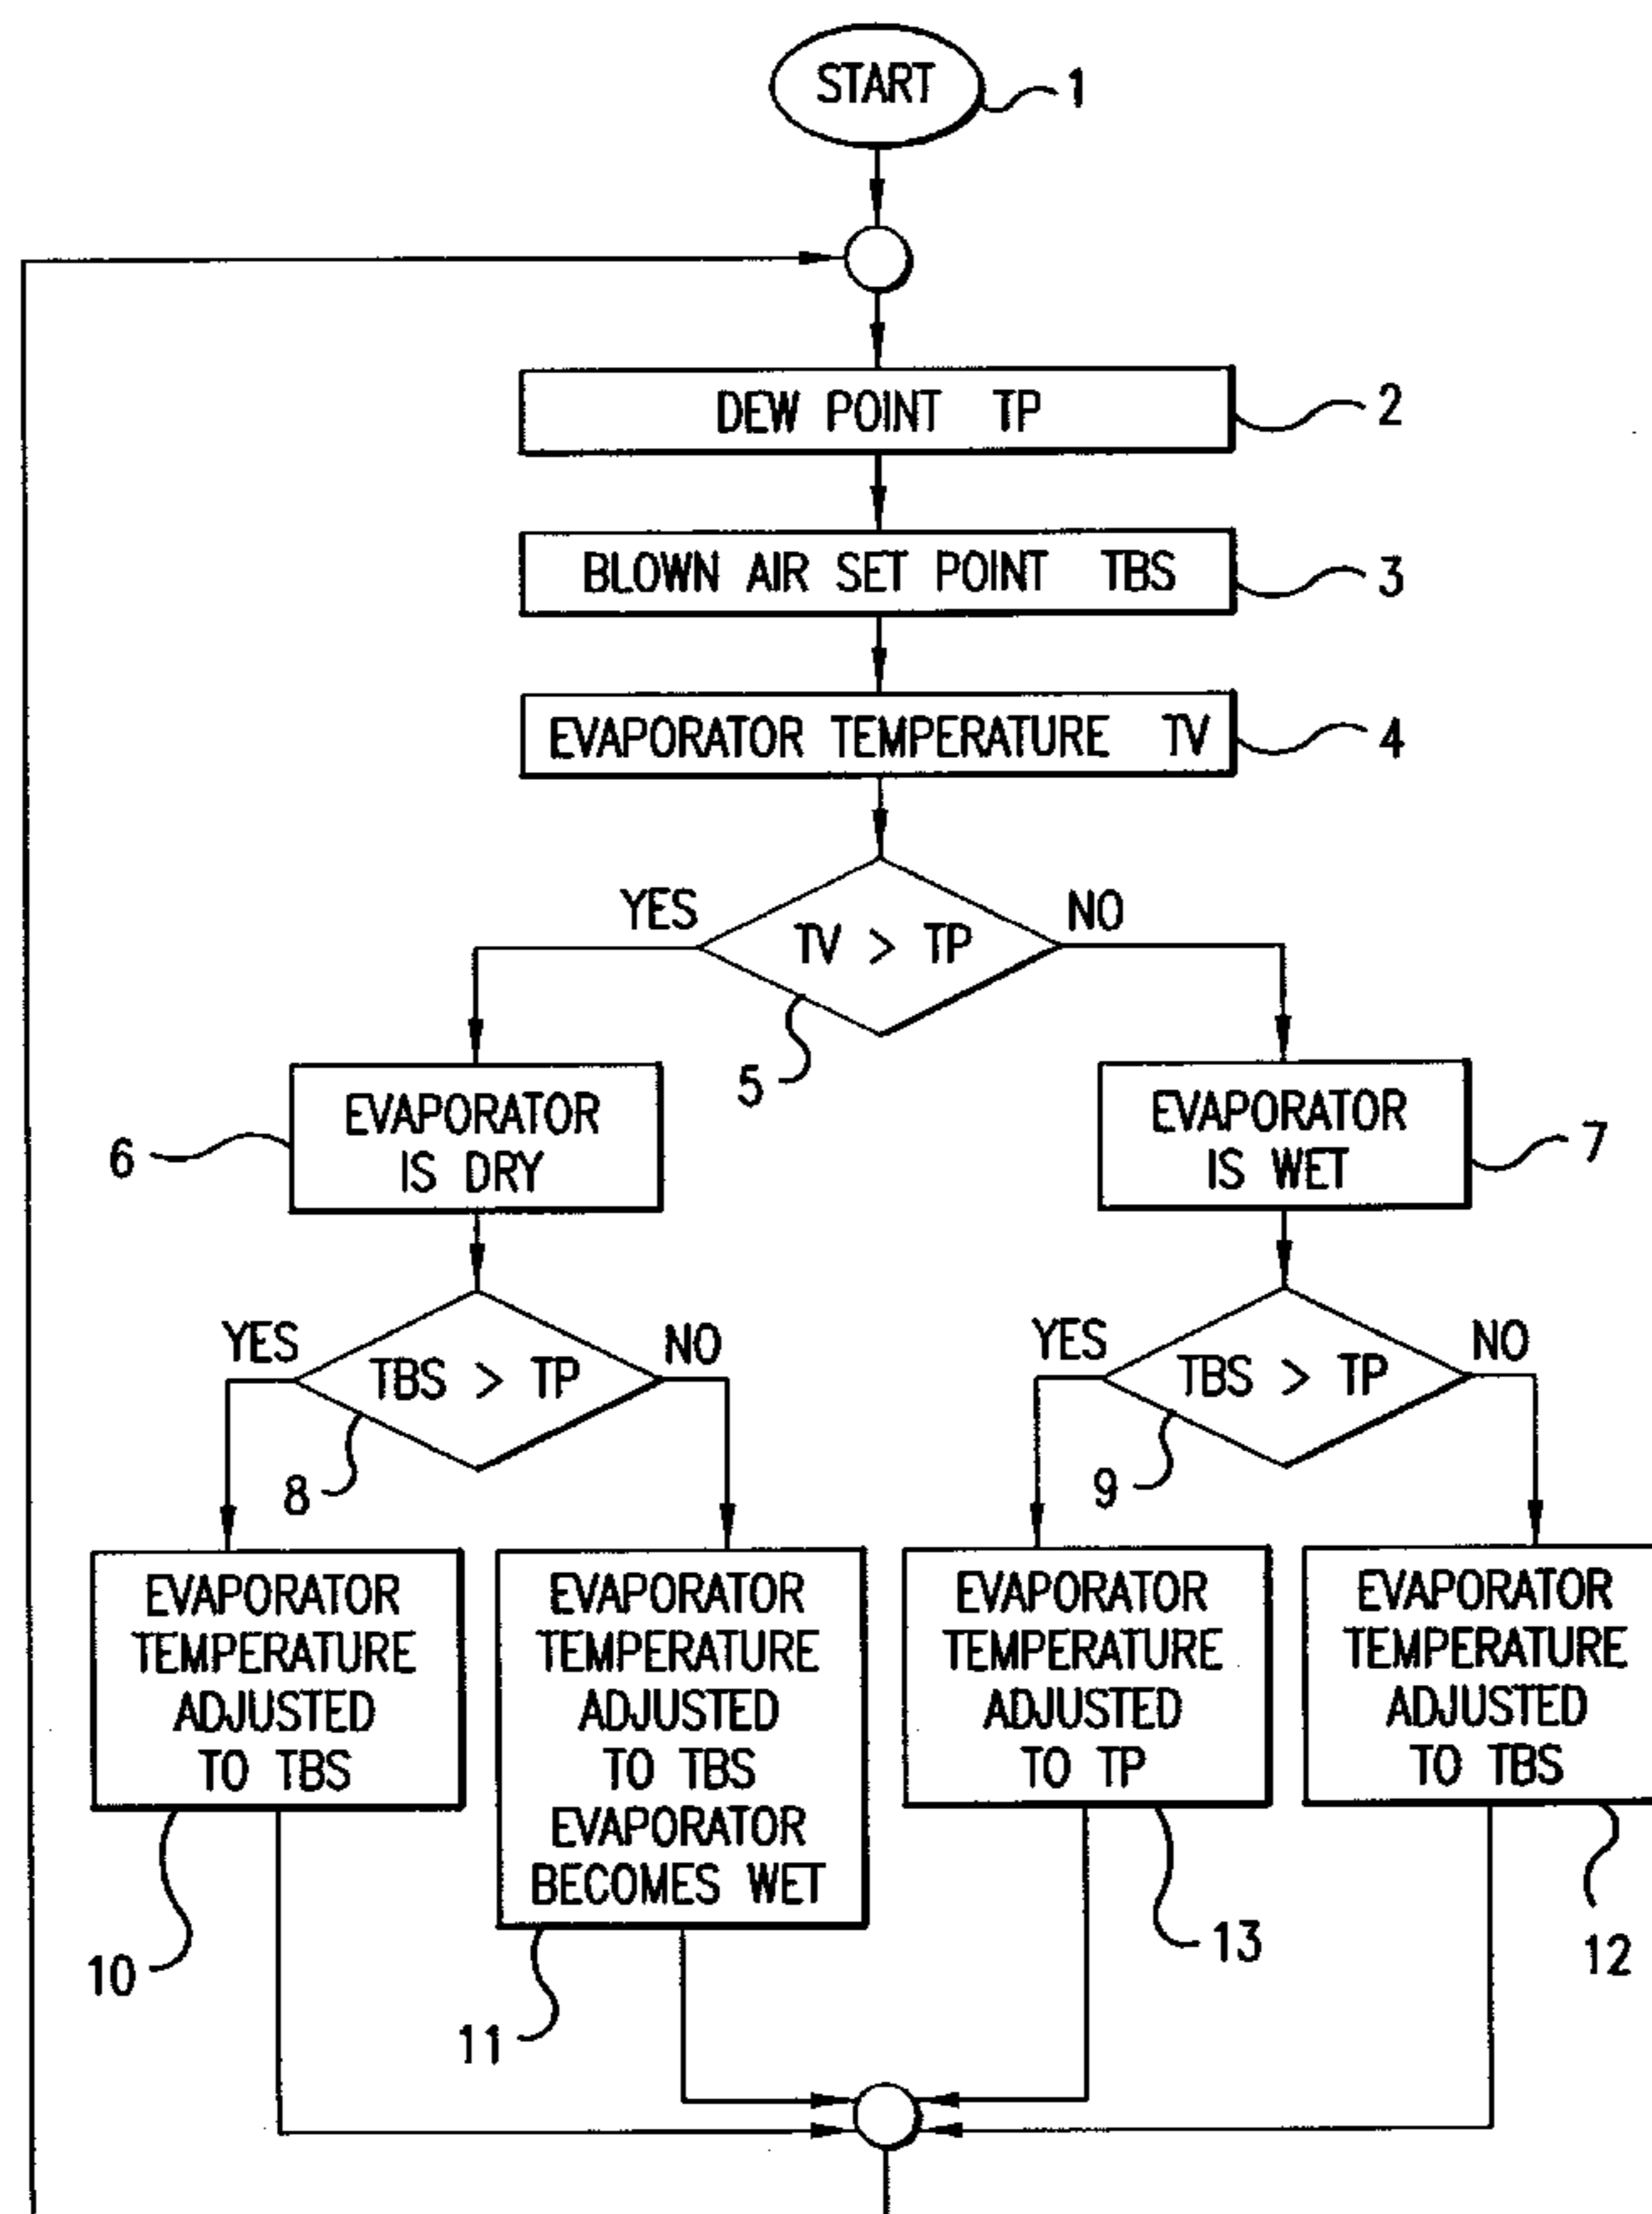 START
1
DEW POINT TP
2
BLOWN AIR SET POINT TBS
3
EVAPORATOR TEMPERATURE TV
4
YES
TV > TP
NO
5
EVAPORATOR
IS DRY
6
EVAPORATOR
IS WET
7
YES
TBS > TP
NO
8
YES
TBS > TP
NO
9
EVAPORATOR
TEMPERATURE
ADJUSTED
TO TBS
10
EVAPORATOR
TEMPERATURE
ADJUSTED
TO TBS
EVAPORATOR
BECOMES WET
11
EVAPORATOR
TEMPERATURE
ADJUSTED
TO TP
13
EVAPORATOR
TEMPERATURE
ADJUSTED
TO TBS
12